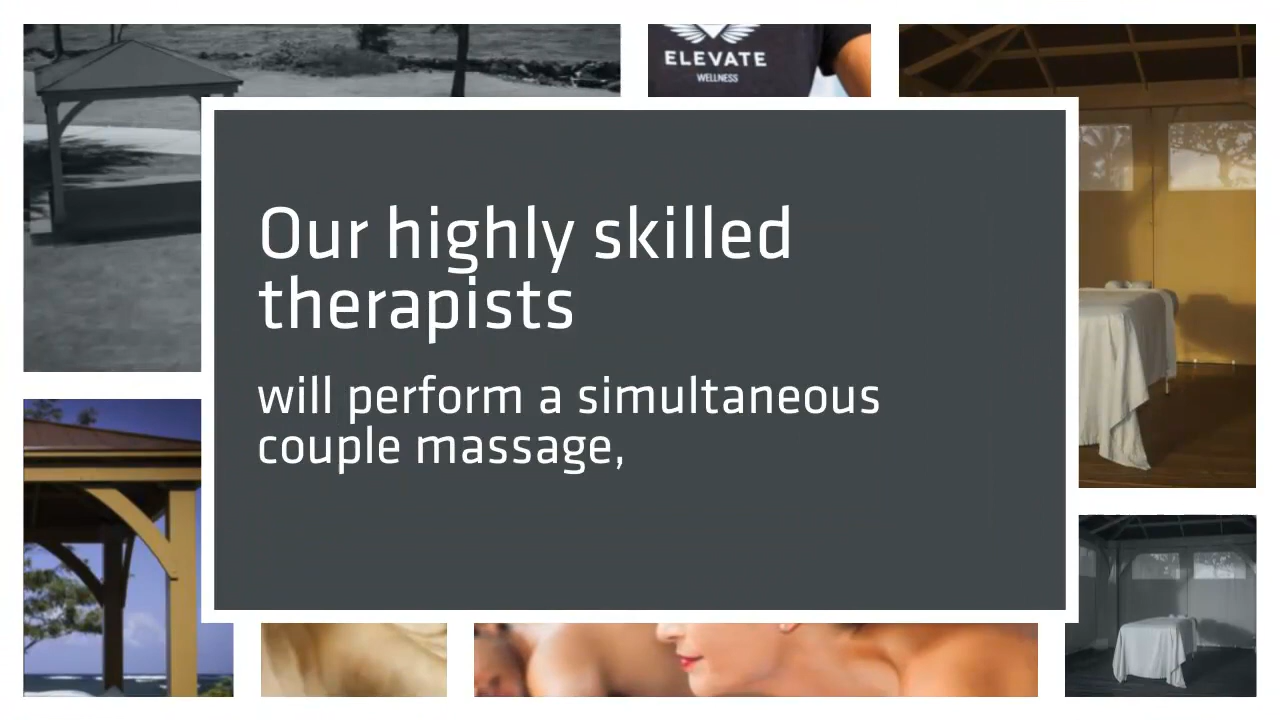 ELEVATE
WELLNESS
Our highly skilled
therapists
will perform a simultaneous
couple massage,